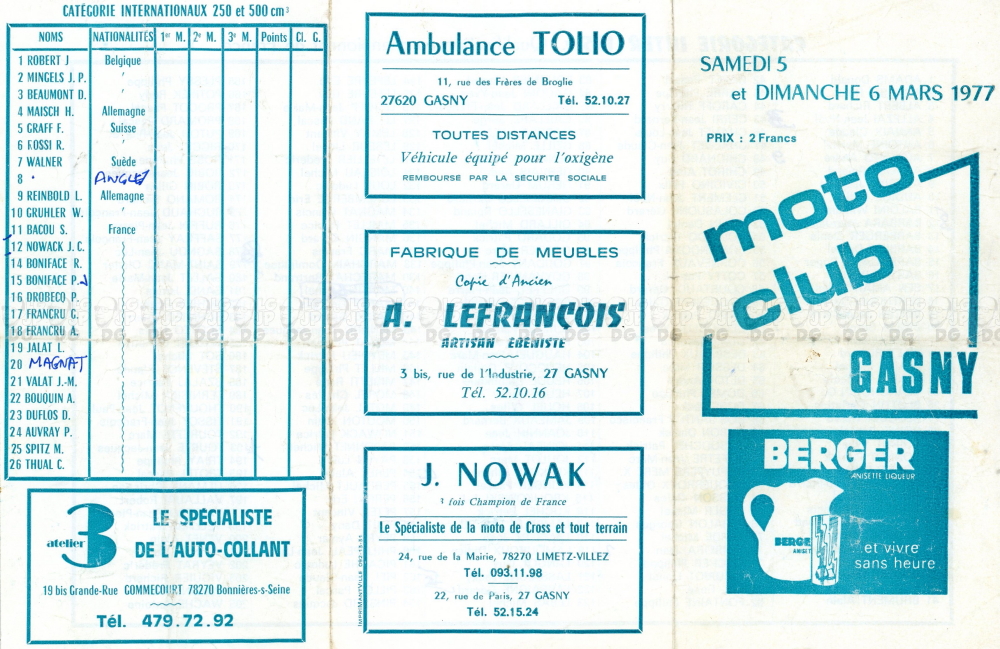 CATÉGORIE INTERNATIONAUX 250 et 500 cm³
NOMS NATIONALITÉS 1er M. 2e M. 3e M. Points Cl. G.
1 ROBERT J Belgique
2 MINGELS J. P. "
3 BEAUMONT D. "
4 MAISCH H. Allemagne
5 GRAFF F. Suisse
6 FOSSI R. "
7 WALNER Suède
8 " ANGLET
9 REINBOLD L. Allemagne
10 GRUHLER W. "
11 BACOU S. France
12 NOWACK J. C.
14 BONIFACE R.
15 BONIFACE P.
16 DROBECQ P.
17 FRANCRU G.
18 FRANCRU A.
19 JALAT L.
20 MAGNAT
21 VALAT J.-M.
22 BOUQUIN A.
23 DUFLOS D.
24 AUVRAY P.
25 SPITZ M.
26 THUAL C.
atelier 3
LE SPÉCIALISTE
DE L'AUTO-COLLANT
19 bis Grande-Rue GOMMECOURT 78270 Bonnières-s-Seine
Tél. 479.72.92
Ambulance TOLIO
11, rue des Frères de Broglie
27620 GASNY Tél. 52.10.27
TOUTES DISTANCES
Véhicule équipé pour l'oxigène
REMBOURSÉ PAR LA SÉCURITÉ SOCIALE
FABRIQUE DE MEUBLES
Copie d'Ancien
A. LEFRANÇOIS
ARTISAN EBÉNISTE
3 bis, rue de l'Industrie, 27 GASNY
Tél. 52.10.16
J. NOWAK
3 fois Champion de France
Le Spécialiste de la moto de Cross et tout terrain
24, rue de la Mairie, 78270 LIMETZ-VILLEZ
Tél. 093.11.98
22, rue de Paris, 27 GASNY
Tél. 52.15.24
SAMEDI 5
et DIMANCHE 6 MARS 1977
PRIX : 2 Francs
moto
club
GASNY
BERGER
ANISETTE LIQUEUR
BERGE
ANISET
...et vivre
sans heure